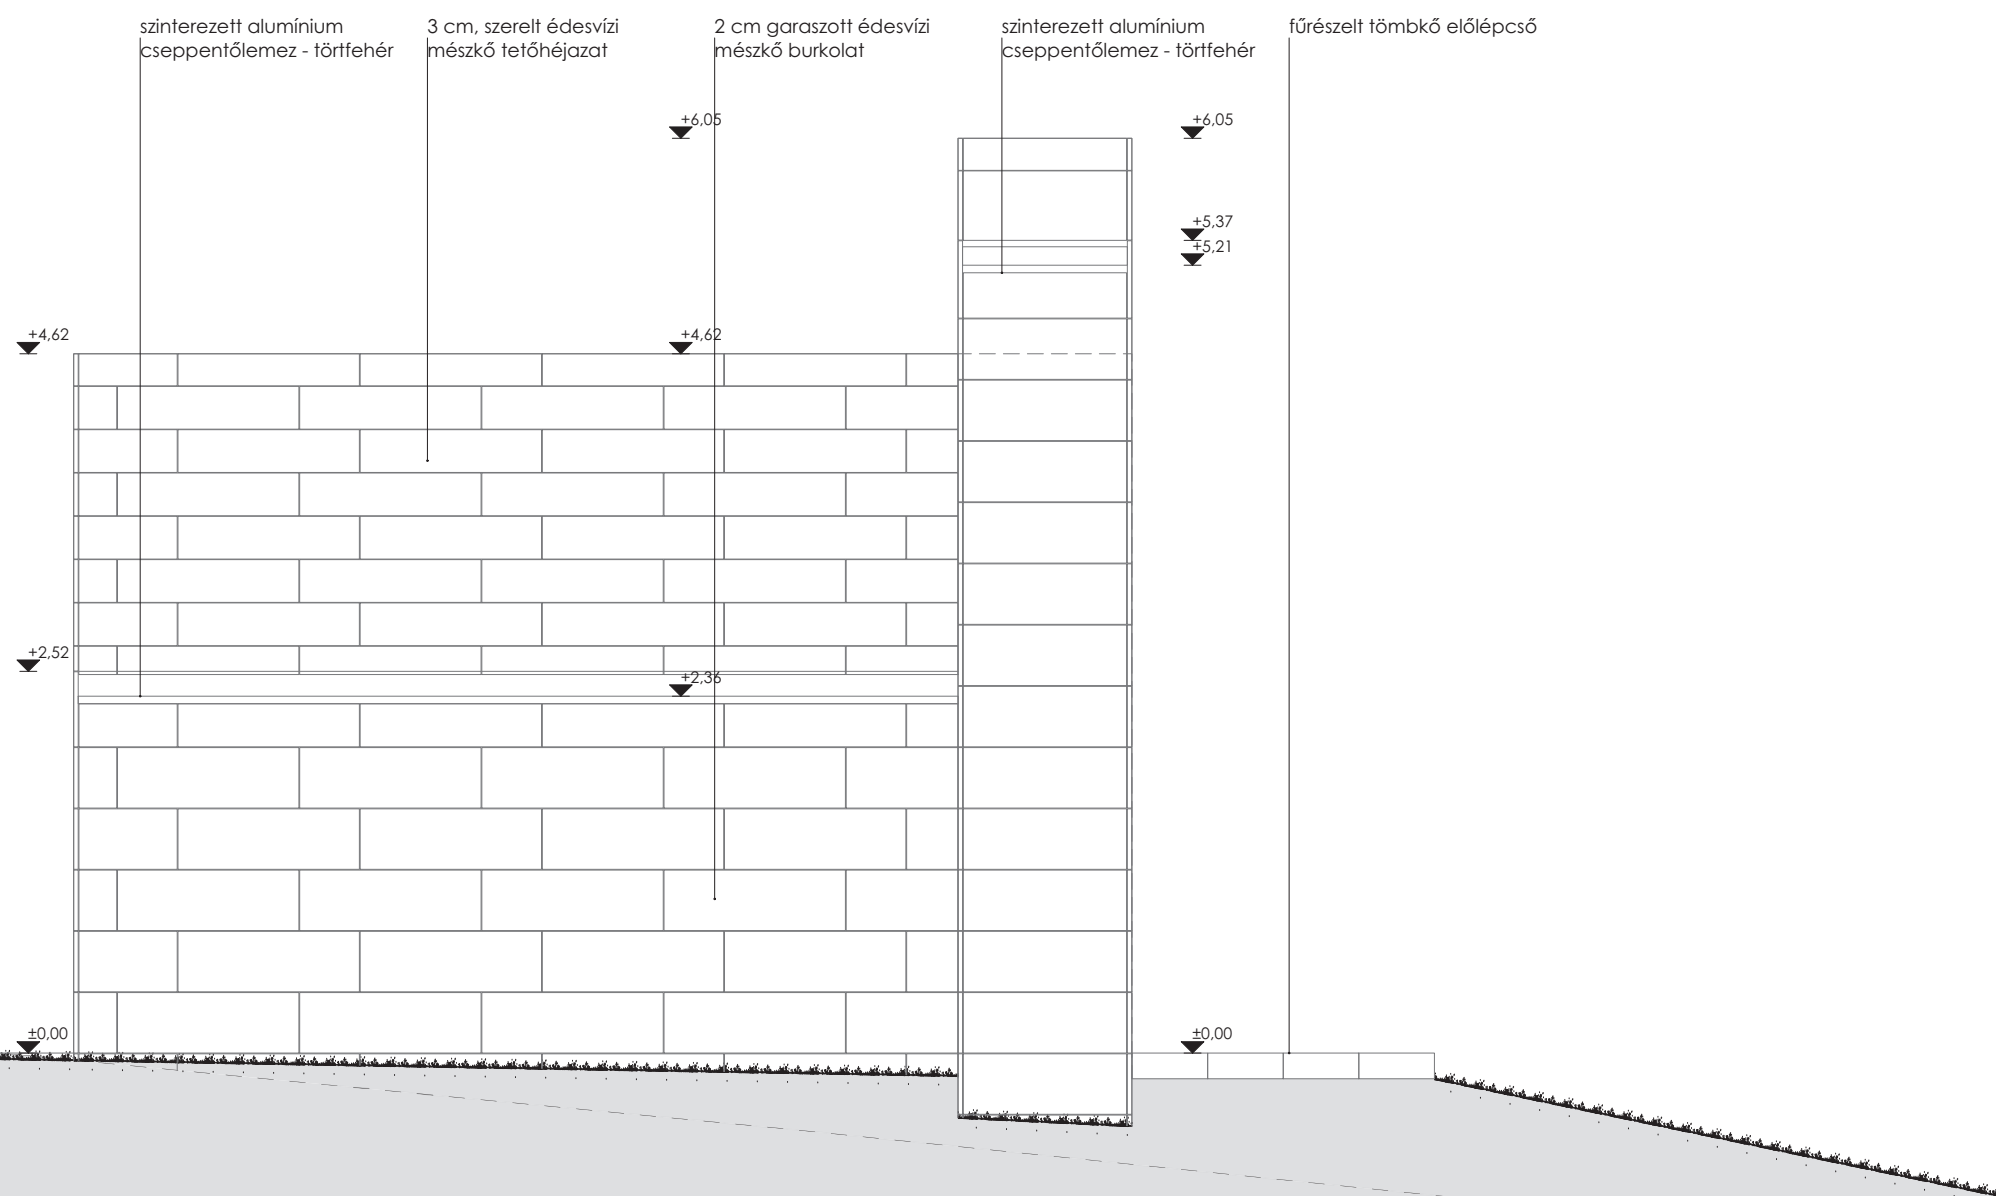 szinterezett alumínium
cseppentőlemez - törtfehér
3 cm, szerelt édesvízi
mészkő tetőhéjazat
2 cm garaszott édesvízi
mészkő burkolat
szinterezett alumínium
cseppentőlemez - törtfehér
fűrészelt tömbkő előlépcső
+6,05
+6,05
+5,37
+5,21
+4,62
+4,62
+2,52
+2,36
±0,00
±0,00